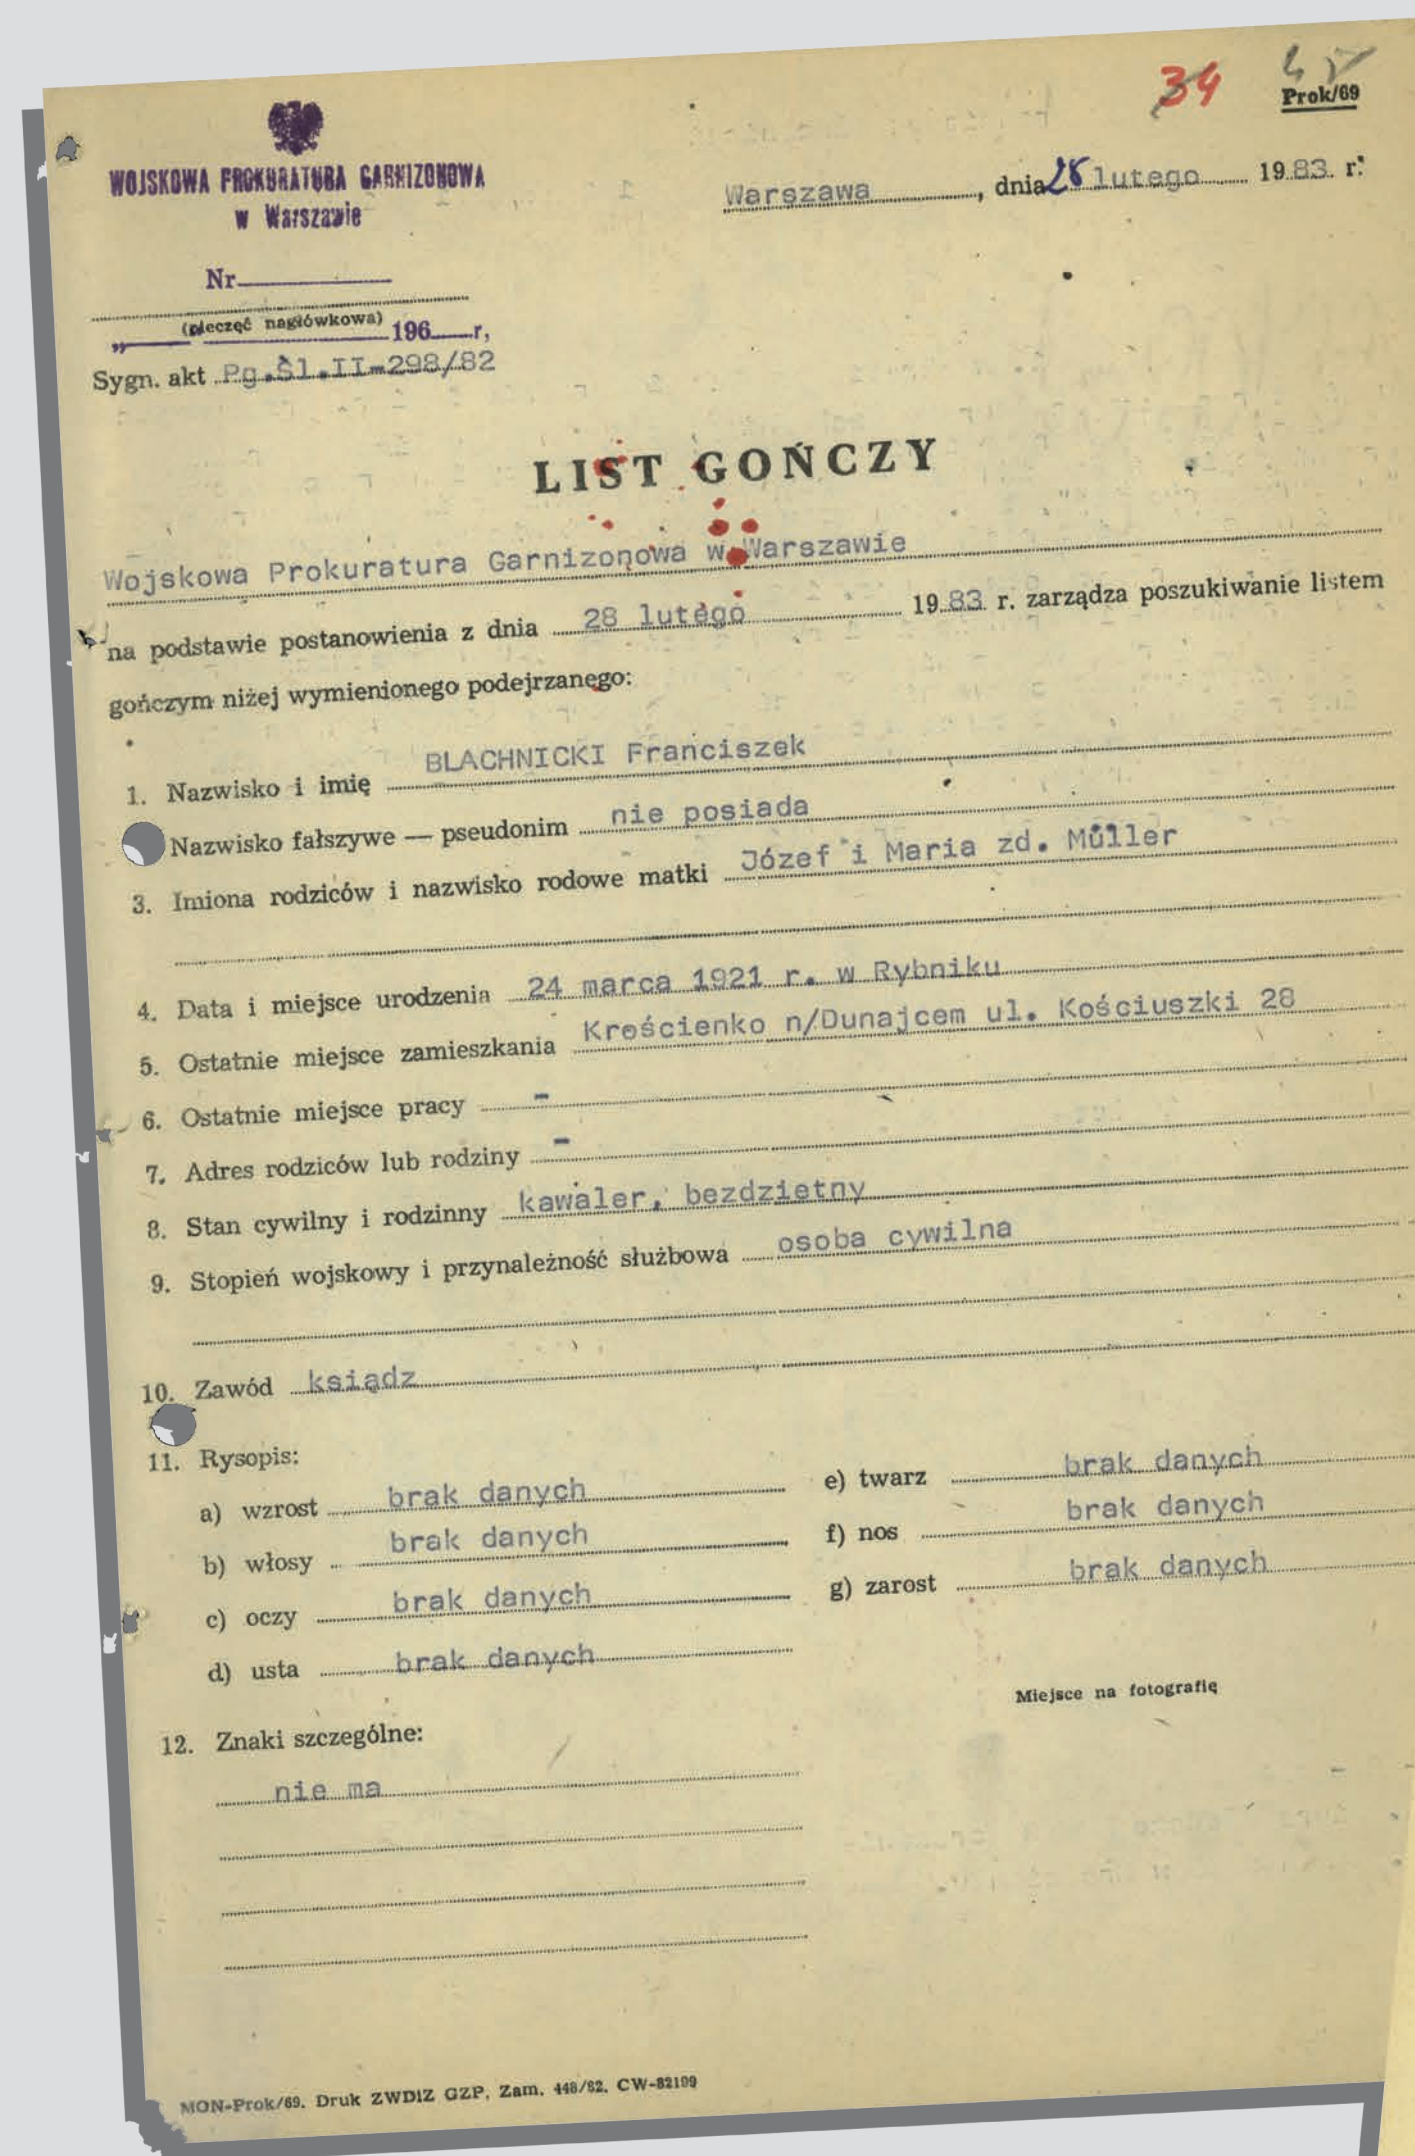 34
Prok/69
WOJSKOWA PROKURATURA GARNIZONOWA
w Warszawie
Warszawa, dnia 28 lutego 1983 r.
Nr
(pieczęć nagłówkowa)
„ 196 r,
Sygn. akt Pg.Śl.II-298/82
LIST GOŃCZY
Wojskowa Prokuratura Garnizonowa w Warszawie
na podstawie postanowienia z dnia 28 lutego 1983 r. zarządza poszukiwanie listem
gończym niżej wymienionego podejrzanego:
1. Nazwisko i imię BLACHNICKI Franciszek
Nazwisko fałszywe — pseudonim nie posiada
3. Imiona rodziców i nazwisko rodowe matki Józef i Maria zd. Müller
4. Data i miejsce urodzenia 24 marca 1921 r. w Rybniku
5. Ostatnie miejsce zamieszkania Krościenko n/Dunajcem ul. Kościuszki 28
6. Ostatnie miejsce pracy -
7. Adres rodziców lub rodziny -
8. Stan cywilny i rodzinny kawaler, bezdzietny
9. Stopień wojskowy i przynależność służbowa osoba cywilna
10. Zawód ksiądz
11. Rysopis:
a) wzrost brak danych
b) włosy brak danych
c) oczy brak danych
d) usta brak danych
e) twarz brak danych
f) nos brak danych
g) zarost brak danych
Miejsce na fotografię
12. Znaki szczególne:
nie ma
MON-Prok/69. Druk ZWDiZ GZP, Zam. 448/82. CW-82199